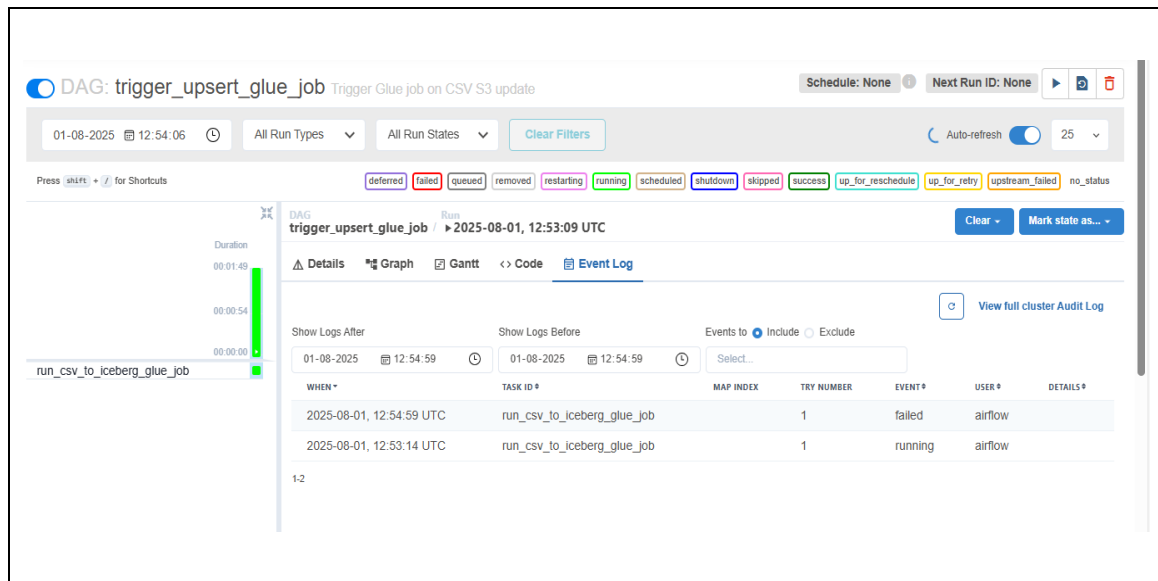 DAG: trigger_upsert_glue_job Trigger Glue job on CSV S3 update
Schedule: None Next Run ID: None
01-08-2025 12:54:06 All Run Types All Run States Clear Filters Auto-refresh 25
Press shift + / for Shortcuts deferred failed queued removed restarting running scheduled shutdown skipped success up_for_reschedule up_for_retry upstream_failed no_status
Duration
00:01:49
00:00:54
00:00:00
run_csv_to_iceberg_glue_job
DAG Run
trigger_upsert_glue_job / 2025-08-01, 12:53:09 UTC
Clear Mark state as...
Details Graph Gantt <> Code Event Log
View full cluster Audit Log
Show Logs After Show Logs Before Events to Include Exclude
01-08-2025 12:54:59 01-08-2025 12:54:59 Select...
WHEN TASK ID MAP INDEX TRY NUMBER EVENT USER DETAILS
2025-08-01, 12:54:59 UTC run_csv_to_iceberg_glue_job 1 failed airflow
2025-08-01, 12:53:14 UTC run_csv_to_iceberg_glue_job 1 running airflow
1-2